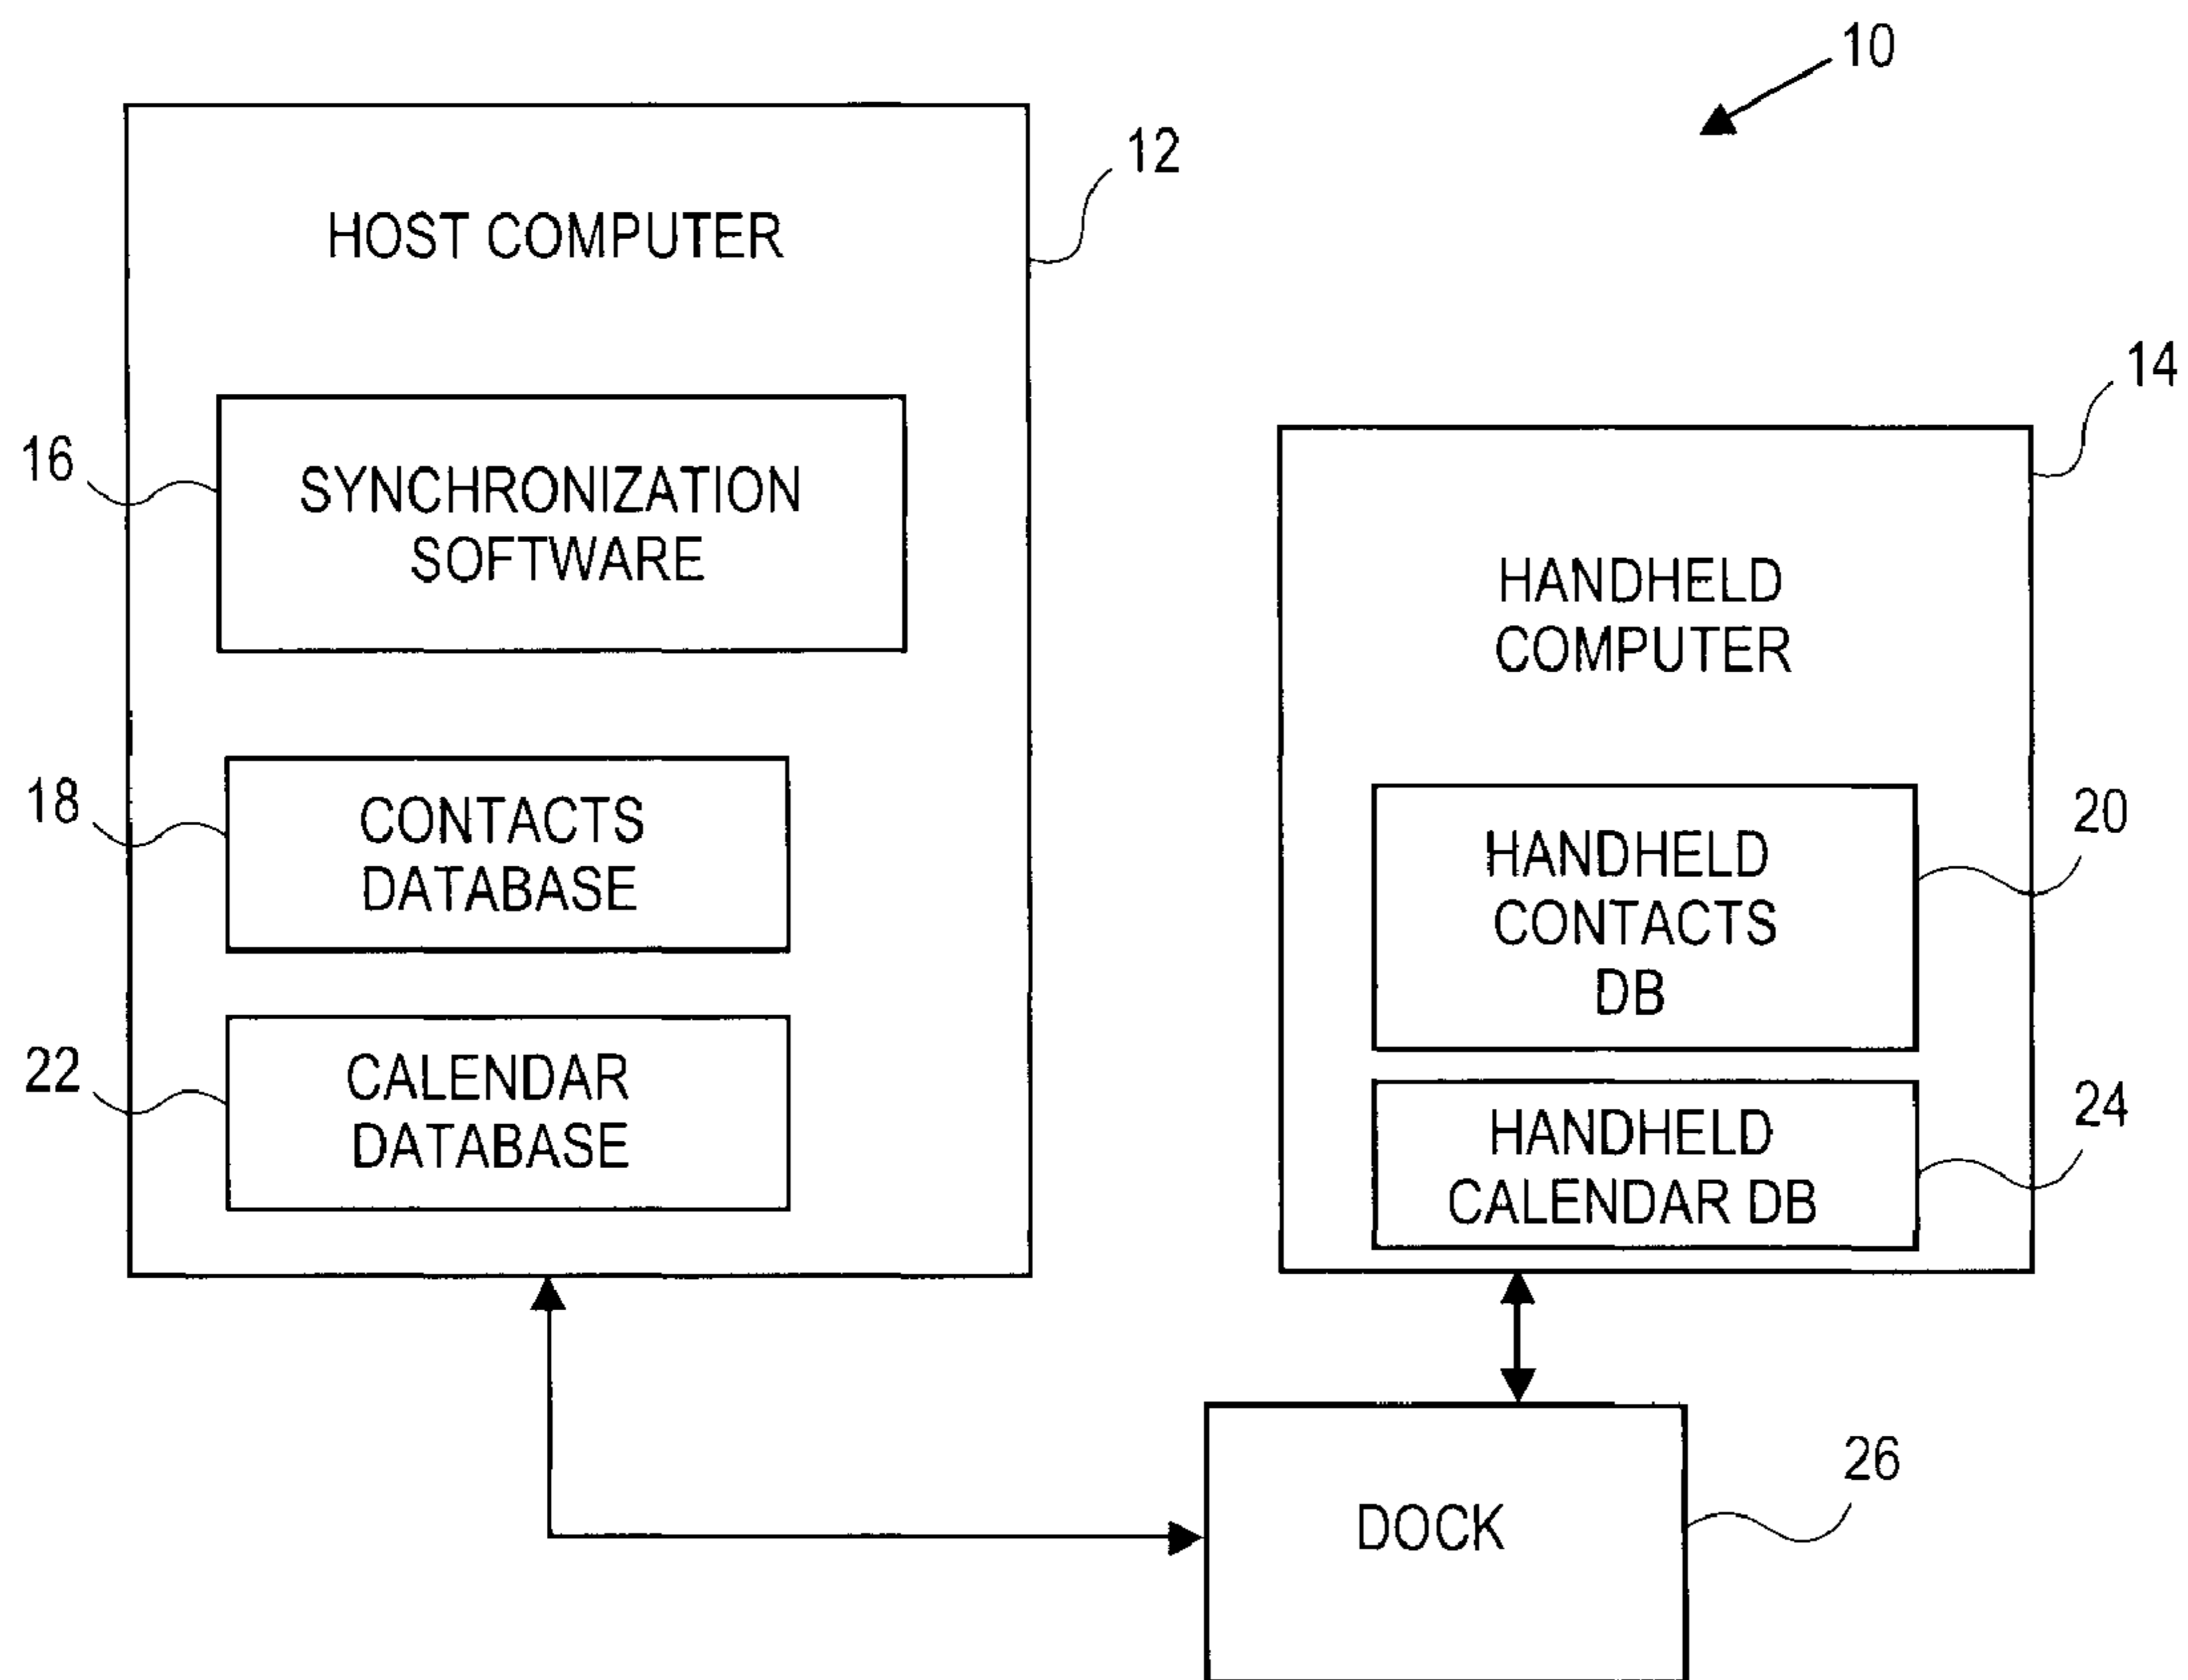 10
12
HOST COMPUTER
14
16
SYNCHRONIZATION
SOFTWARE
HANDHELD
COMPUTER
18
CONTACTS
DATABASE
20
HANDHELD
CONTACTS
DB
22
CALENDAR
DATABASE
24
HANDHELD
CALENDAR DB
26
DOCK